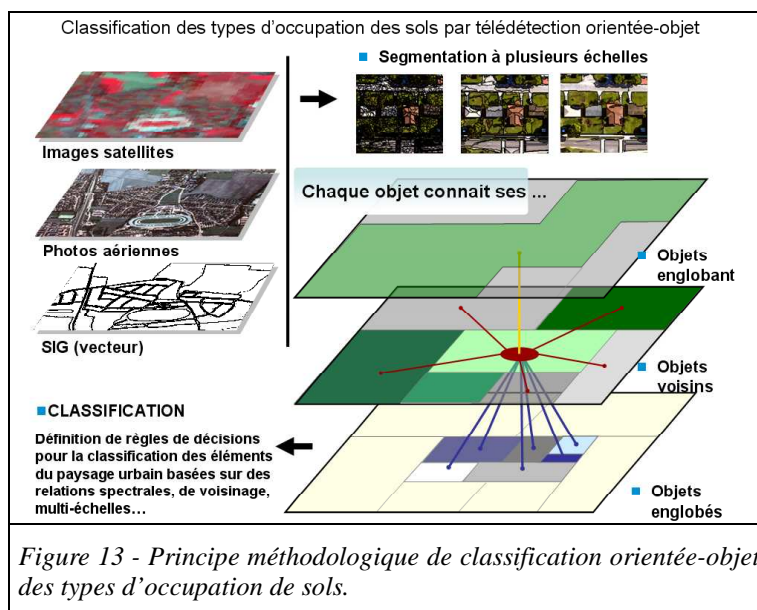 Classification des types d'occupation des sols par télédétection orientée-objet
Segmentation à plusieurs échelles
Images satellites
Photos aériennes
SIG (vecteur)
Chaque objet connait ses ...
Objets
englobant
Objets
voisins
Objets
englobés
CLASSIFICATION
Définition de règles de décisions
pour la classification des éléments
du paysage urbain basées sur des
relations spectrales, de voisinage,
multi-échelles…
Figure 13 - Principe méthodologique de classification orientée-objet
des types d'occupation de sols.